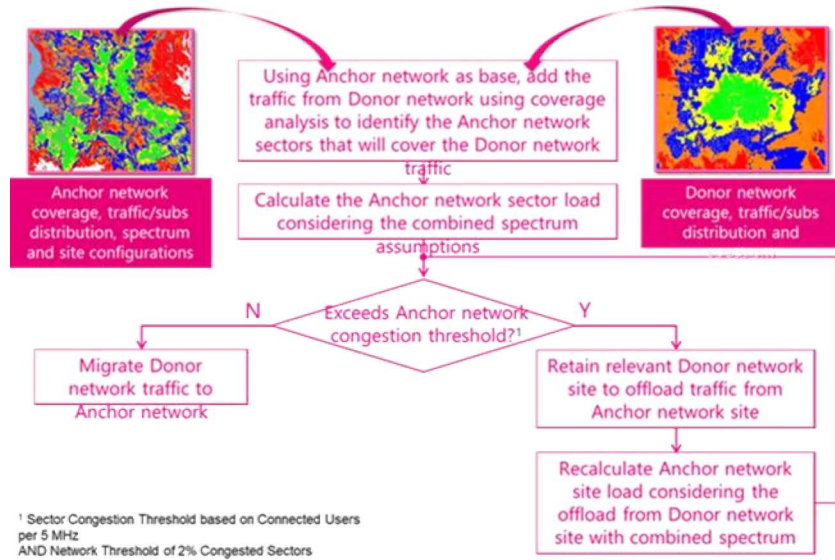 Using Anchor network as base, add the
traffic from Donor network using coverage
analysis to identify the Anchor network
sectors that will cover the Donor network
traffic
Anchor network
coverage, traffic/subs
distribution, spectrum
and site configurations
Donor network
coverage, traffic/subs
distribution and
Calculate the Anchor network sector load
considering the combined spectrum
assumptions
N
Exceeds Anchor network
congestion threshold?¹
Y
Migrate Donor
network traffic to
Anchor network
Retain relevant Donor network
site to offload traffic from
Anchor network site
Recalculate Anchor network
site load considering the
offload from Donor network
site with combined spectrum
¹ Sector Congestion Threshold based on Connected Users
per 5 MHz
AND Network Threshold of 2% Congested Sectors